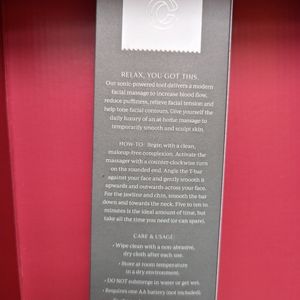 RELAX, YOU GOT THIS.
Our sonic-powered tool delivers a modern
facial massage to increase blood flow,
reduce puffiness, relieve facial tension and
help tone facial contours. Give yourself the
daily luxury of an at-home massage to
temporarily smooth and sculpt skin.
HOW-TO: Begin with a clean,
makeup-free complexion. Activate the
massager with a counter-clockwise turn
on the rounded end. Angle the T-bar
against your face and gently smooth it
upwards and outwards across your face.
For the jawline and chin, smooth the bar
down and towards the neck. Five to ten
minutes is the ideal amount of time, but
take all the time you need (or can spare).
CARE & USAGE:
• Wipe clean with a non-abrasive,
dry cloth after each use.
• Store at room temperature
in a dry environment.
• DO NOT submerge in water or get wet.
• Requires one AA battery (not included).